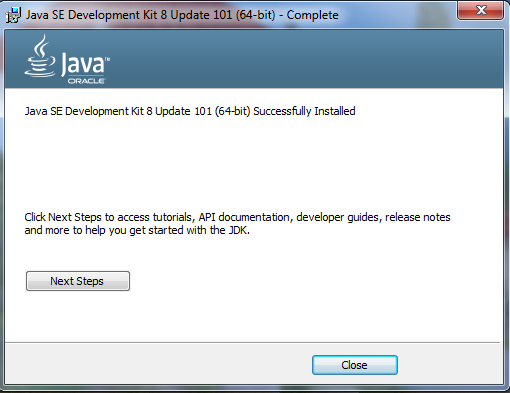 Java SE Development Kit 8 Update 101 (64-bit) - Complete
Java™
ORACLE
Java SE Development Kit 8 Update 101 (64-bit) Successfully Installed
Click Next Steps to access tutorials, API documentation, developer guides, release notes
and more to help you get started with the JDK.
Next Steps
Close